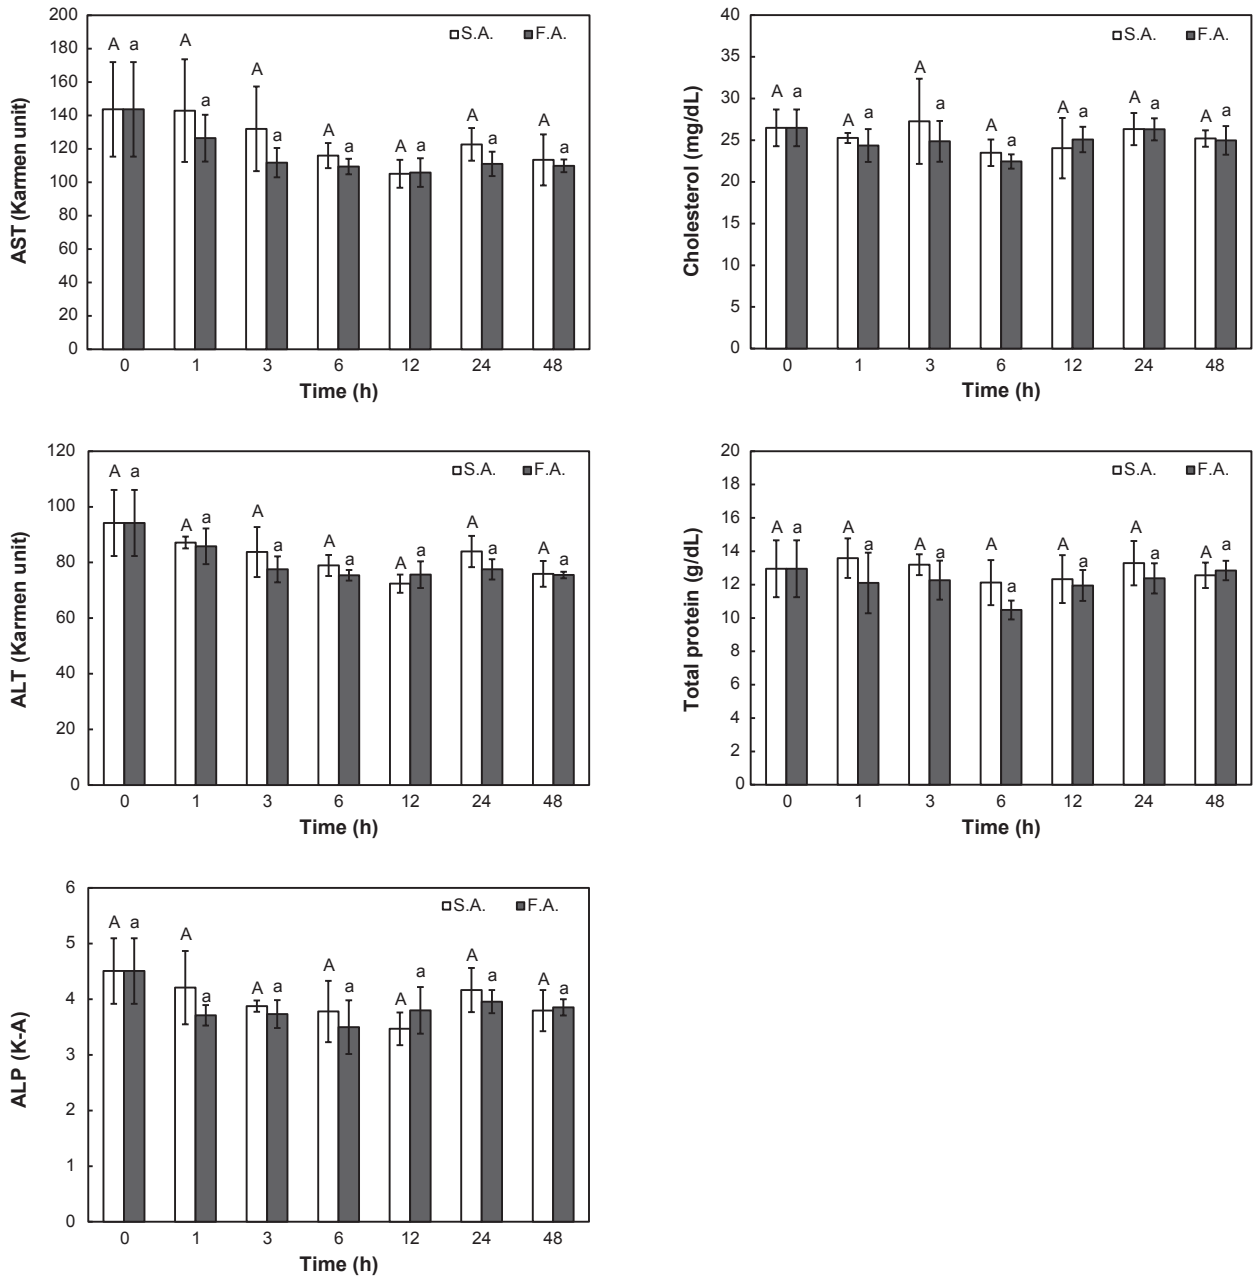 200
180
160
140
120
100
80
60
40
20
0
AST (Karmen unit)
S.A. F.A.
A a A a A a A a A a A a A a
0 1 3 6 12 24 48
Time (h)
40
35
30
25
20
15
10
5
0
Cholesterol (mg/dL)
S.A. F.A.
A a A a A a A a A a A a A a
0 1 3 6 12 24 48
Time (h)
120
100
80
60
40
20
0
ALT (Karmen unit)
S.A. F.A.
A a A a A a A a A a A a A a
0 1 3 6 12 24 48
Time (h)
20
18
16
14
12
10
8
6
4
2
0
Total protein (g/dL)
S.A. F.A.
A a A a A a A a A a A a A a
0 1 3 6 12 24 48
Time (h)
6
5
4
3
2
1
0
ALP (K-A)
S.A. F.A.
A a A a A a A a A a A a A a
0 1 3 6 12 24 48
Time (h)